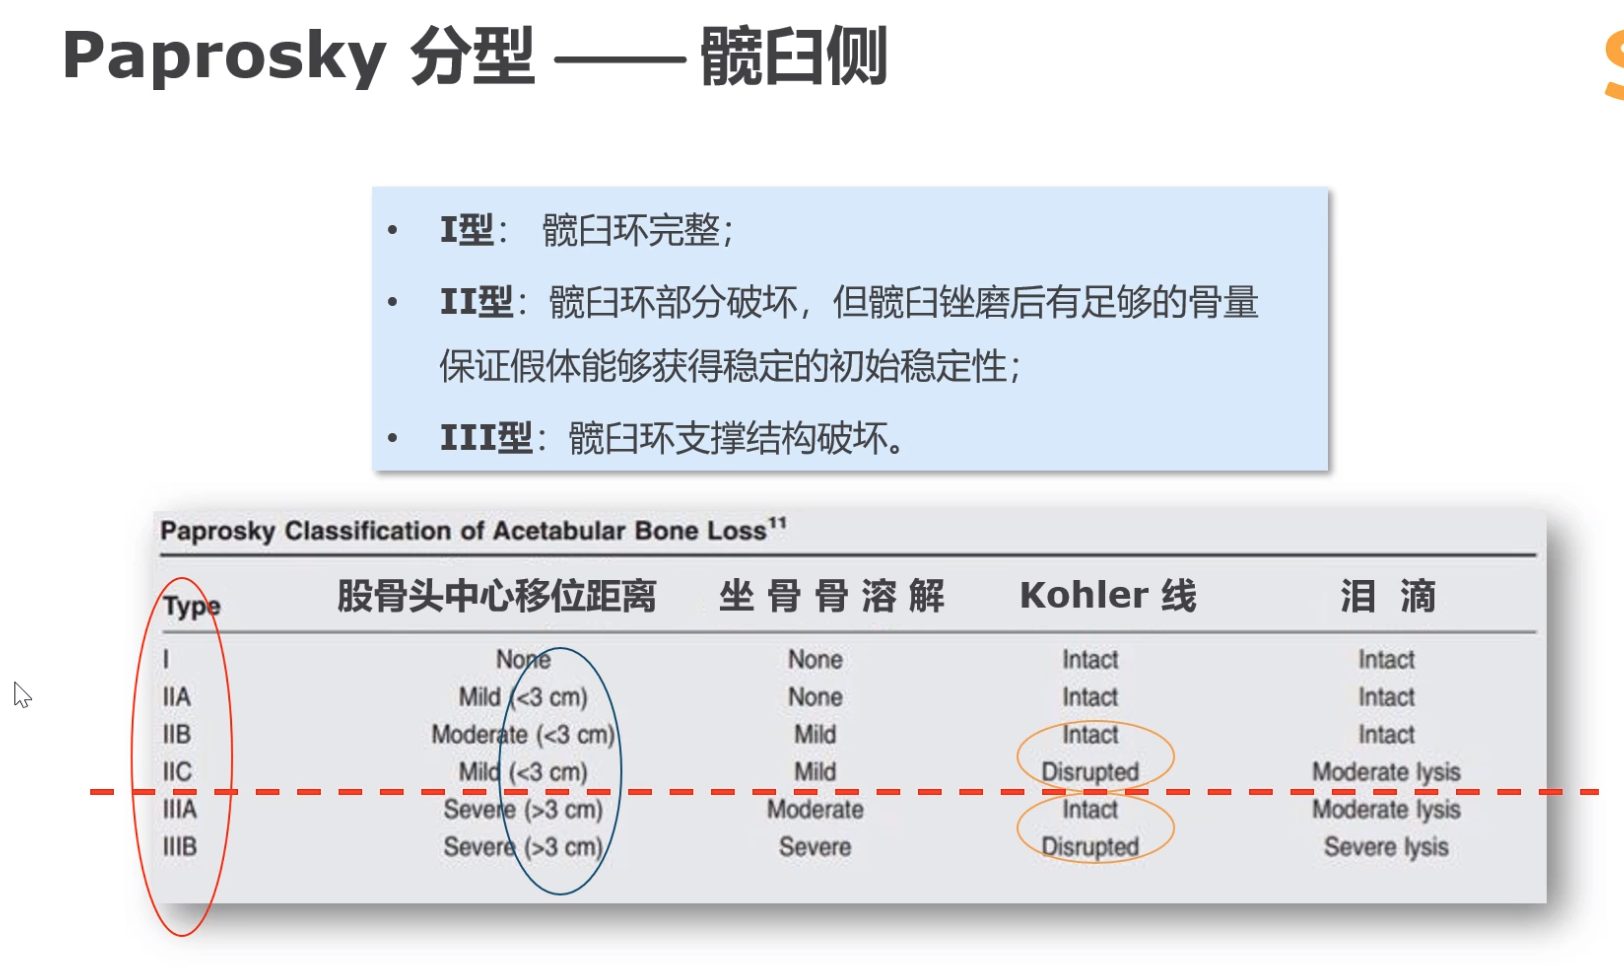 Paprosky 分型 —— 髋臼侧
• I型： 髋臼环完整；
• II型：髋臼环部分破坏，但髋臼锉磨后有足够的骨量
保证假体能够获得稳定的初始稳定性；
• III型：髋臼环支撑结构破坏。
Paprosky Classification of Acetabular Bone Loss11
Type 股骨头中心移位距离 坐骨骨溶解 Kohler 线 泪滴
I None None Intact Intact
IIA Mild (<3 cm) None Intact Intact
IIB Moderate (<3 cm) Mild Intact Intact
IIC Mild (<3 cm) Mild Disrupted Moderate lysis
IIIA Severe (>3 cm) Moderate Intact Moderate lysis
IIIB Severe (>3 cm) Severe Disrupted Severe lysis